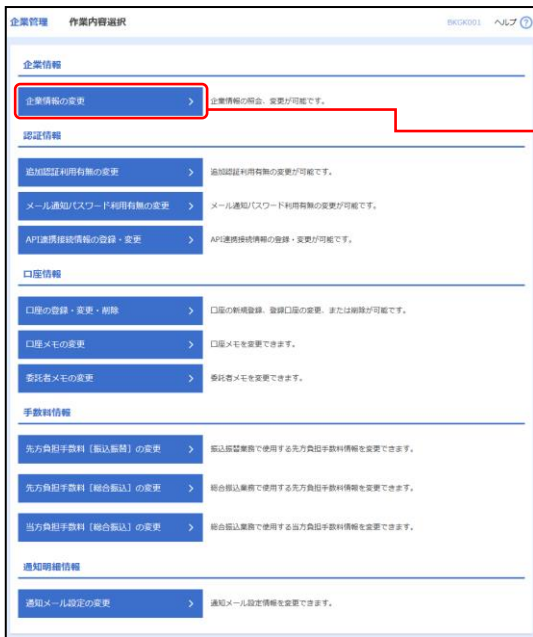 企業管理 作業内容選択 BKGK001 ヘルプ ?
企業情報
企業情報の変更 > 企業情報の照会、変更が可能です。
認証情報
追加認証利用有無の変更 > 追加認証利用有無の変更が可能です。
メール通知パスワード利用有無の変更 > メール通知パスワード利用有無の変更が可能です。
API連携接続情報の登録・変更 > API連携接続情報の登録・変更が可能です。
口座情報
口座の登録・変更・削除 > 口座の新規登録、登録口座の変更、または削除が可能です。
口座メモの変更 > 口座メモを変更できます。
委託者メモの変更 > 委託者メモを変更できます。
手数料情報
先方負担手数料［振込振替］の変更 > 振込振替業務で使用する先方負担手数料情報を変更できます。
先方負担手数料［総合振込］の変更 > 総合振込業務で使用する先方負担手数料情報を変更できます。
当方負担手数料［総合振込］の変更 > 総合振込業務で使用する当方負担手数料情報を変更できます。
通知明細情報
通知メール設定の変更 > 通知メール設定情報を変更できます。